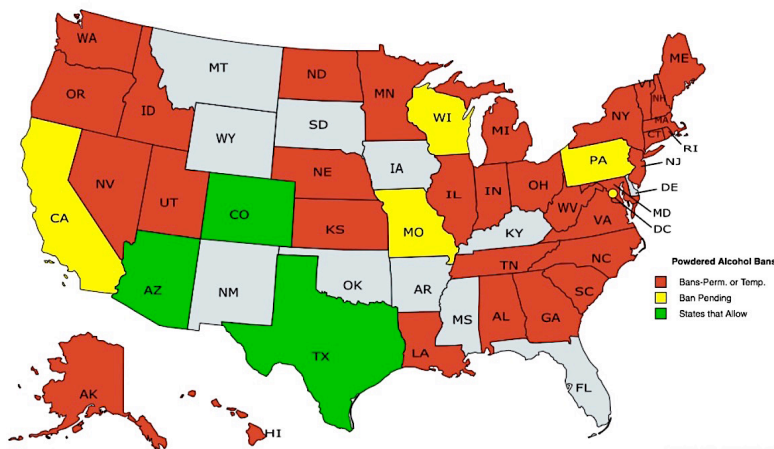 WA
MT
ND
MN
ME
OR
ID
SD
WI
MI
VT
NH
NY
MA
CT
RI
WY
IA
NE
PA
NJ
NV
UT
CO
IL
IN
OH
DE
MD
DC
WV
VA
CA
KS
MO
KY
AZ
NM
OK
AR
TN
NC
SC
TX
LA
MS
AL
GA
FL
AK
HI
Powdered Alcohol Bans
Bans-Perm. or Temp.
Ban Pending
States that Allow